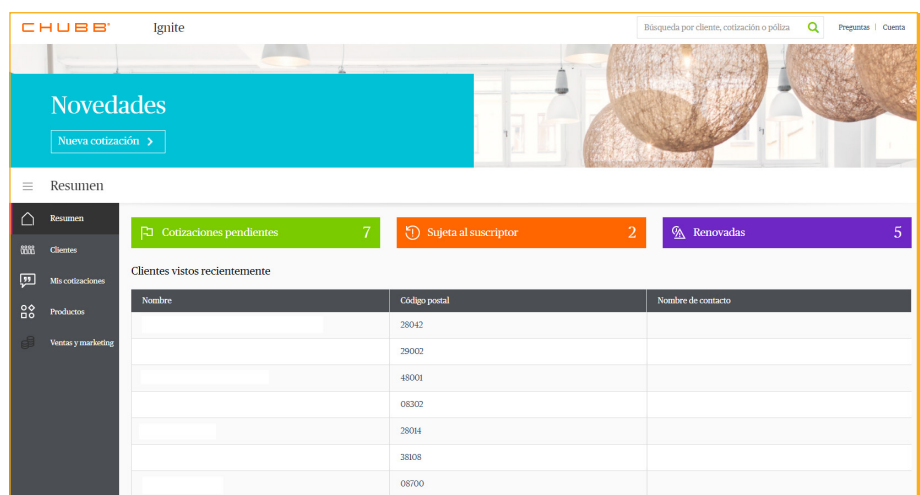 CHUBB®
Ignite
Búsqueda por cliente, cotización o póliza
Preguntas | Cuenta
Novedades
Nueva cotización >
Resumen
Resumen
Clientes
Mis cotizaciones
Productos
Ventas y marketing
Cotizaciones pendientes 7
Sujeta al suscriptor 2
Renovadas 5
Clientes vistos recientemente
Nombre Código postal Nombre de contacto
28042
29002
48001
08302
28014
38108
08700